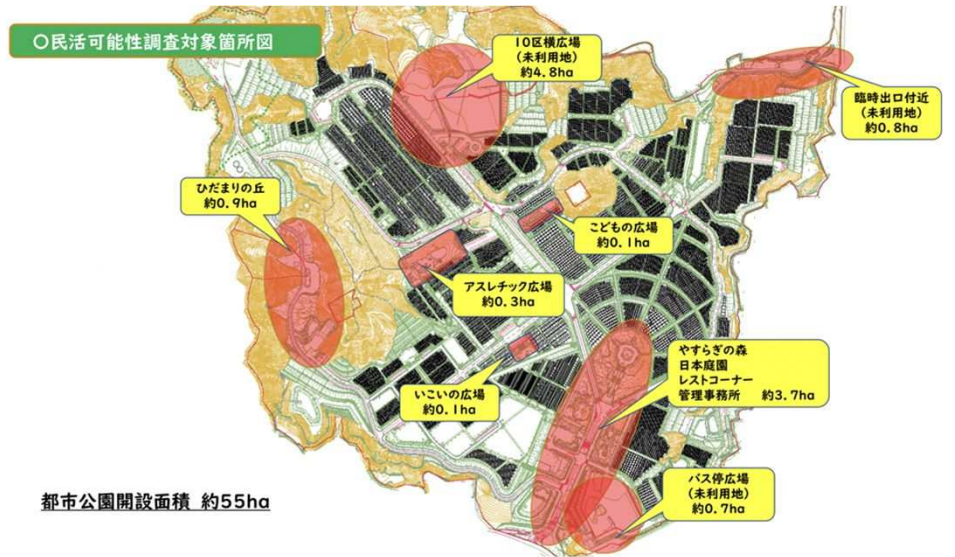 〇民活可能性調査対象箇所図
10区横広場
(未利用地)
約4.8ha
臨時出口付近
(未利用地)
約0.8ha
ひだまりの丘
約0.9ha
こどもの広場
約0.1ha
アスレチック広場
約0.3ha
やすらぎの森
日本庭園
レストコーナー
管理事務所 約3.7ha
いこいの広場
約0.1ha
バス停広場
(未利用地)
約0.7ha
都市公園開設面積 約55ha